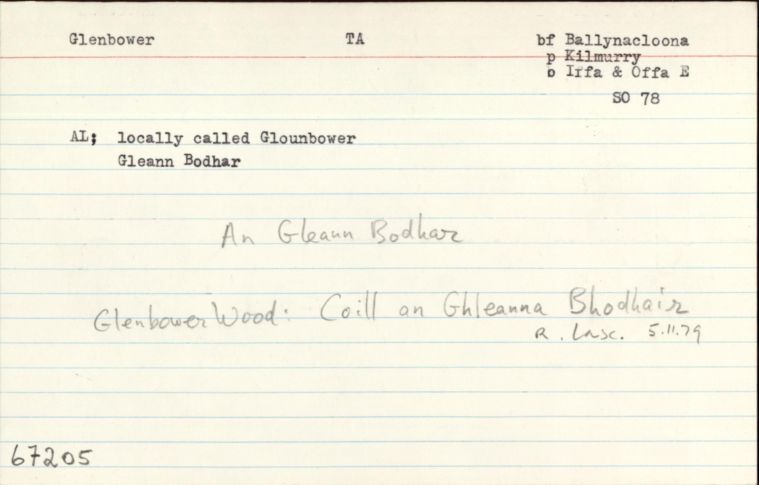 Glenbower TA bf Ballynacloona
p Kilmurry
b Iffa & Offa E
SO 78
AL; locally called Glounbower
Gleann Bodhar
An Gleann Bodhar
Glenbower Wood: Coill an Ghleanna Bhodhair
R. Lasc. 5.11.79
67205